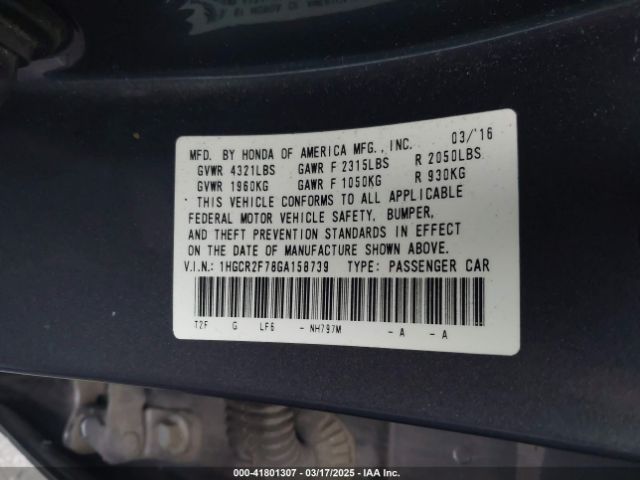 MFD. BY HONDA OF AMERICA MFG., INC. 03/'16
GVWR 4321LBS GAWR F 2315LBS R 2050LBS
GVWR 1960KG GAWR F 1050KG R 930KG
THIS VEHICLE CONFORMS TO ALL APPLICABLE
FEDERAL MOTOR VEHICLE SAFETY, BUMPER,
AND THEFT PREVENTION STANDARDS IN EFFECT
ON THE DATE OF MANUFACTURE SHOWN ABOVE.
V.I.N.: 1HGCR2F78GA158739 TYPE: PASSENGER CAR
T2F G LF6 - NH797M - A - A
000-41801307 | 03/17/2025 | IAA Inc.